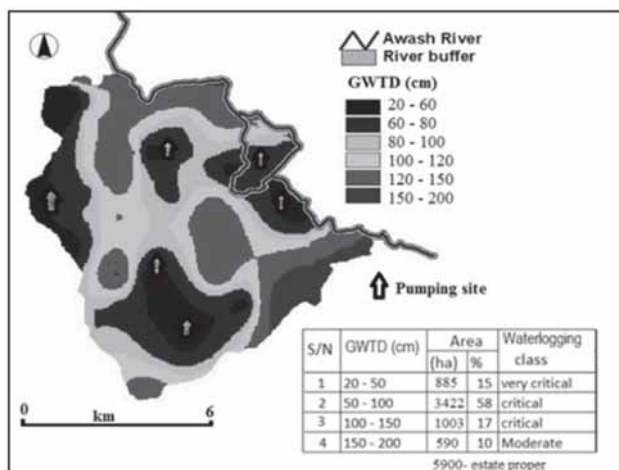 Awash River
River buffer
GWTD (cm)
20 - 60
60 - 80
80 - 100
100 - 120
120 - 150
150 - 200
Pumping site
S/N GWTD (cm) Area (ha) % Waterlogging class
1 20 - 50 885 15 very critical
2 50 - 100 3422 58 critical
3 100 - 150 1003 17 critical
4 150 - 200 590 10 Moderate
5900- estate proper
0 km 6